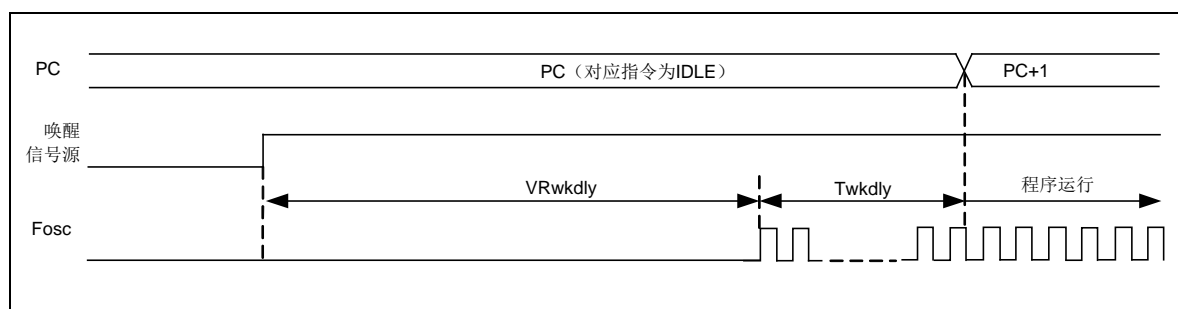 PC
PC（对应指令为IDLE）
PC+1
唤醒
信号源
VRwkdly
Twkdly
程序运行
Fosc